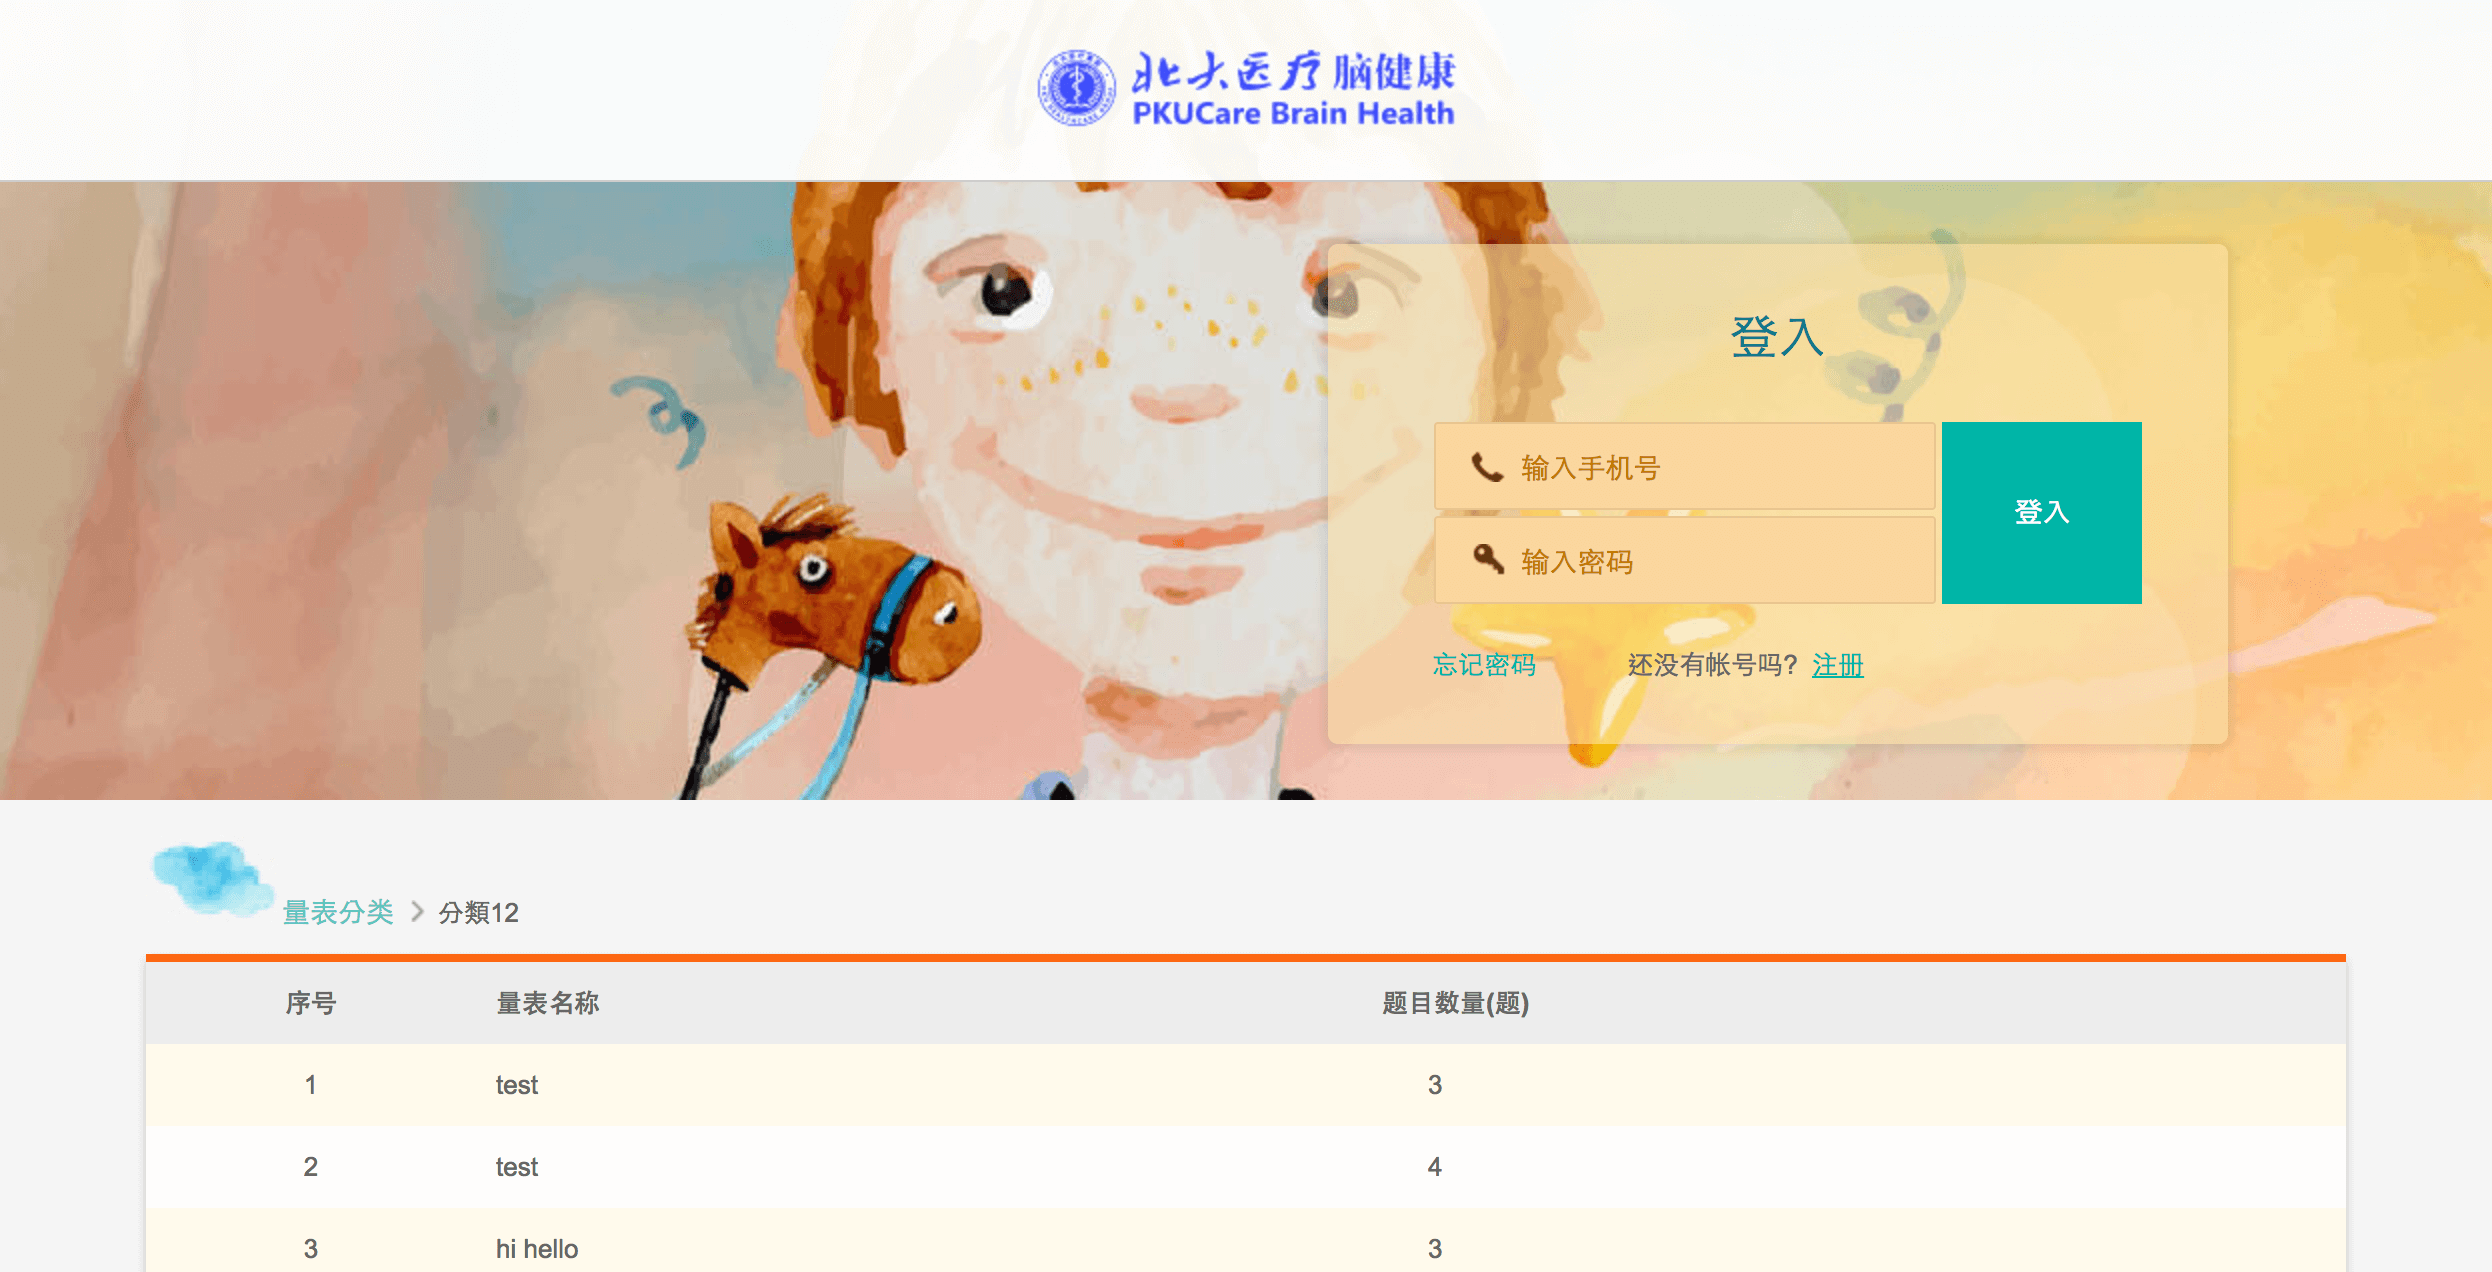 北大医疗 脑健康
PKUCare Brain Health
登入
输入手机号
输入密码
登入
忘记密码 还没有帐号吗? 注册
量表分类 > 分類12
序号 量表名称 题目数量(题)
1 test 3
2 test 4
3 hi hello 3